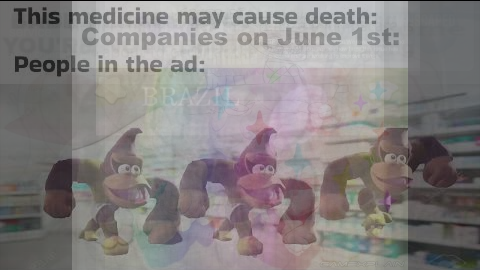 This medicine may cause death:
Companies on June 1st:
People in the ad:
BRAZIL